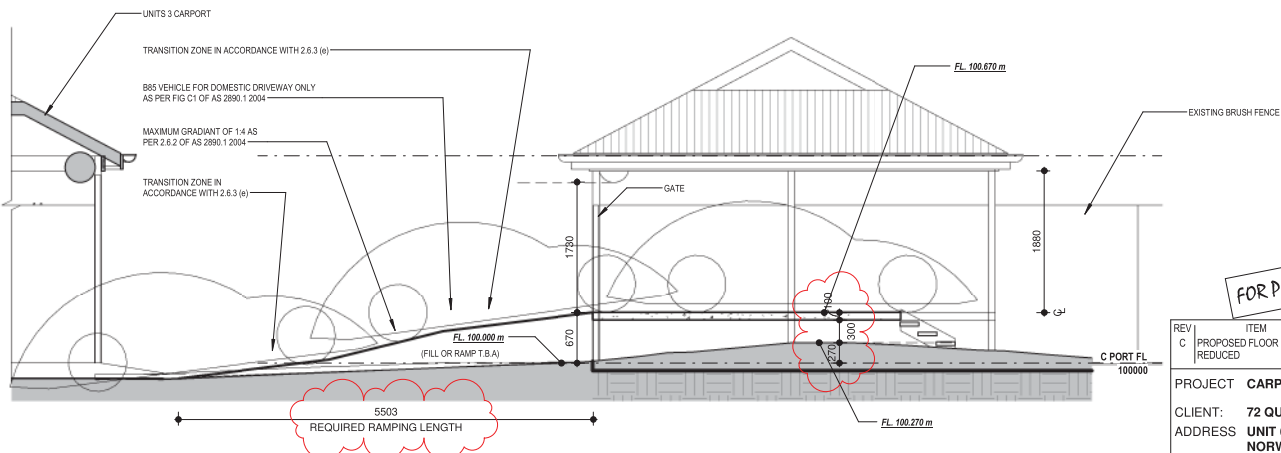 UNITS 3 CARPORT
TRANSITION ZONE IN ACCORDANCE WITH 2.6.3 (e)
B85 VEHICLE FOR DOMESTIC DRIVEWAY ONLY
AS PER FIG C1 OF AS 2890.1 2004
MAXIMUM GRADIANT OF 1:4 AS
PER 2.6.2 OF AS 2890.1 2004
TRANSITION ZONE IN
ACCORDANCE WITH 2.6.3 (e)
FL. 100.670 m
EXISTING BRUSH FENCE
GATE
1730
1880
670
190
300
270
FL. 100.000 m
(FILL OR RAMP T.B.A)
5503
REQUIRED RAMPING LENGTH
FL. 100.270 m
C PORT FL
100000
FOR P
REV ITEM
C PROPOSED FLOOR
REDUCED
PROJECT CARP
CLIENT: 72 QU
ADDRESS UNIT
NORW